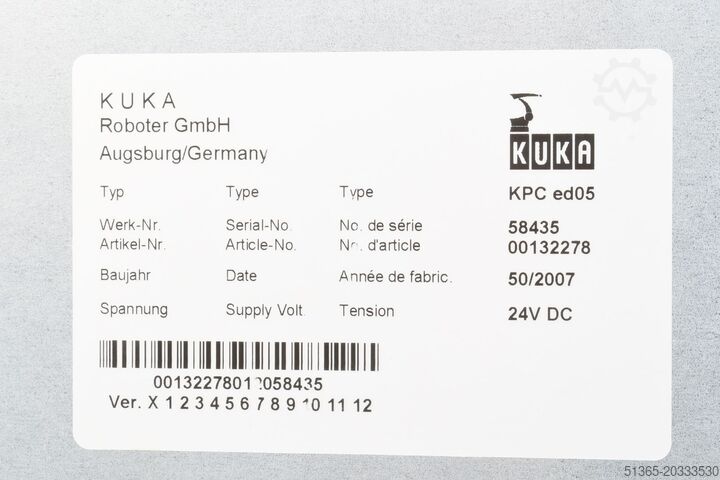 KUKA
Roboter GmbH
Augsburg/Germany
KUKA
Typ Type Type KPC ed05
Werk-Nr. Serial-No. No. de série 58435
Artikel-Nr. Article-No. No. d'article 00132278
Baujahr Date Année de fabric. 50/2007
Spannung Supply Volt. Tension 24V DC
Ver. X 1 2 3 4 5 6 7 8 9 10 11 12
51365-20333530